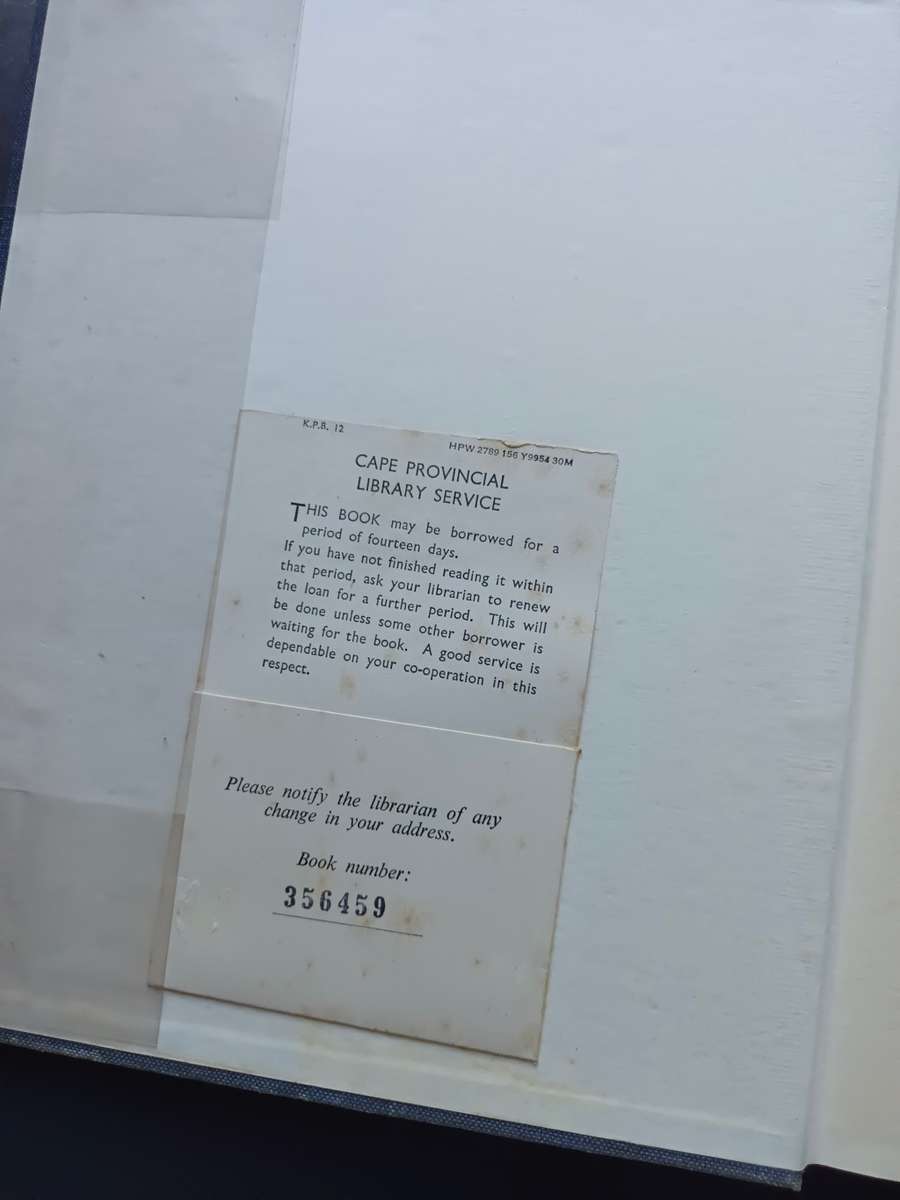 K.P.B. 12
HPW 2789 156 Y9954 30M
CAPE PROVINCIAL
LIBRARY SERVICE
THIS BOOK may be borrowed for a
period of fourteen days.
If you have not finished reading it within
that period, ask your librarian to renew
the loan for a further period. This will
be done unless some other borrower is
waiting for the book. A good service is
dependable on your co-operation in this
respect.
Please notify the librarian of any
change in your address.
Book number:
356459